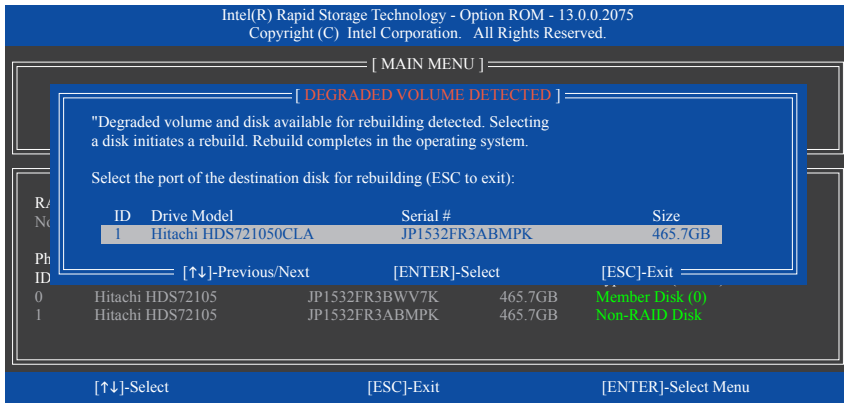 Intel(R) Rapid Storage Technology - Option ROM - 13.0.0.2075
Copyright (C) Intel Corporation. All Rights Reserved.
[ MAIN MENU ]
[ DEGRADED VOLUME DETECTED ]
"Degraded volume and disk available for rebuilding detected. Selecting
a disk initiates a rebuild. Rebuild completes in the operating system.
Select the port of the destination disk for rebuilding (ESC to exit):
ID Drive Model Serial # Size
1 Hitachi HDS721050CLA JP1532FR3ABMPK 465.7GB
[↑↓]-Previous/Next [ENTER]-Select [ESC]-Exit
ID
0 Hitachi HDS72105 JP1532FR3BWV7K 465.7GB Member Disk (0)
1 Hitachi HDS72105 JP1532FR3ABMPK 465.7GB Non-RAID Disk
[↑↓]-Select [ESC]-Exit [ENTER]-Select Menu